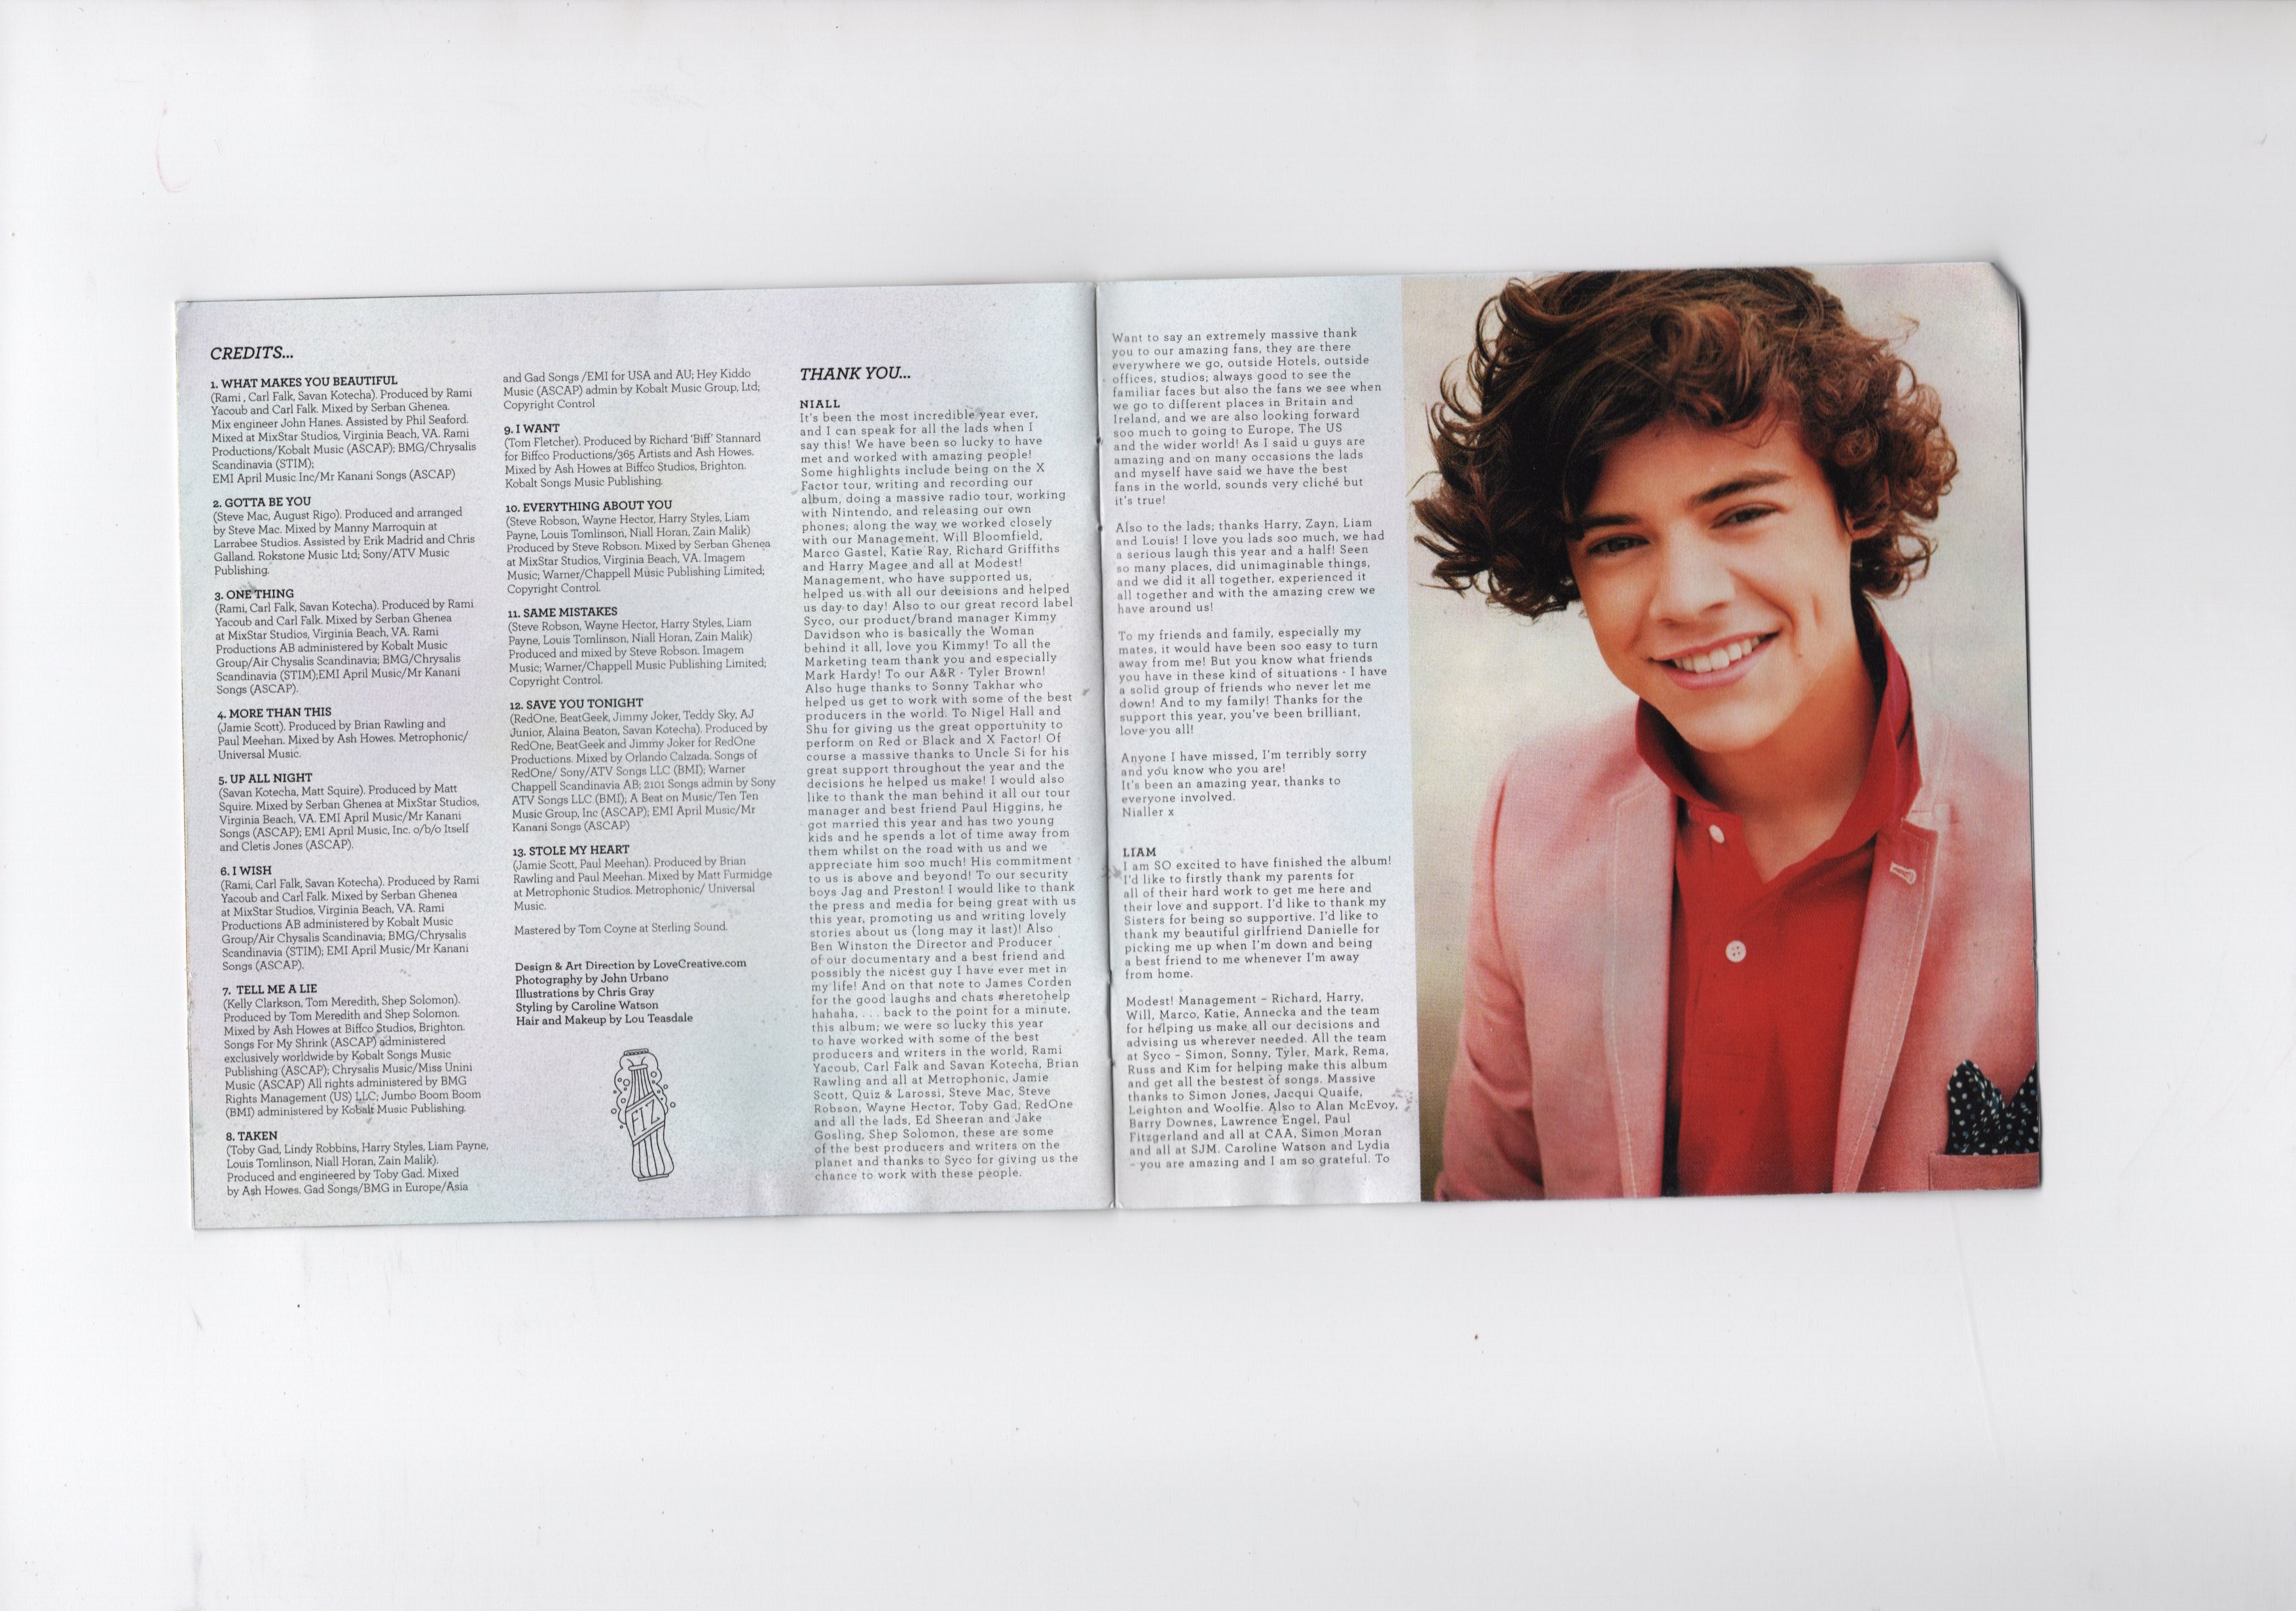 CREDITS...
1. WHAT MAKES YOU BEAUTIFUL
(Rami , Carl Falk, Savan Kotecha). Produced by Rami
Yacoub and Carl Falk. Mixed by Serban Ghenea.
Mix engineer John Hanes. Assisted by Phil Seaford.
Mixed at MixStar Studios, Virginia Beach, VA. Rami
Productions/Kobalt Music (ASCAP); BMG/Chrysalis
Scandinavia (STIM);
EMI April Music Inc/Mr Kanani Songs (ASCAP)
2. GOTTA BE YOU
(Steve Mac, August Rigo). Produced and arranged
by Steve Mac. Mixed by Manny Marroquin at
Larrabee Studios. Assisted by Erik Madrid and Chris
Galland. Rokstone Music Ltd; Sony/ATV Music
Publishing.
3. ONE THING
(Rami, Carl Falk, Savan Kotecha). Produced by Rami
Yacoub and Carl Falk. Mixed by Serban Ghenea
at MixStar Studios, Virginia Beach, VA. Rami
Productions AB administered by Kobalt Music
Group/Air Chysalis Scandinavia; BMG/Chrysalis
Scandinavia (STIM);EMI April Music/Mr Kanani
Songs (ASCAP).
4. MORE THAN THIS
(Jamie Scott). Produced by Brian Rawling and
Paul Meehan. Mixed by Ash Howes. Metrophonic/
Universal Music.
5. UP ALL NIGHT
(Savan Kotecha, Matt Squire). Produced by Matt
Squire. Mixed by Serban Ghenea at MixStar Studios,
Virginia Beach, VA. EMI April Music/Mr Kanani
Songs (ASCAP); EMI April Music, Inc. o/b/o Itself
and Cletis Jones (ASCAP).
6. I WISH
(Rami, Carl Falk, Savan Kotecha). Produced by Rami
Yacoub and Carl Falk. Mixed by Serban Ghenea
at MixStar Studios, Virginia Beach, VA. Rami
Productions AB administered by Kobalt Music
Group/Air Chysalis Scandinavia; BMG/Chrysalis
Scandinavia (STIM); EMI April Music/Mr Kanani
Songs (ASCAP).
7. TELL ME A LIE
(Kelly Clarkson, Tom Meredith, Shep Solomon).
Produced by Tom Meredith and Shep Solomon.
Mixed by Ash Howes at Biffco Studios, Brighton.
Songs For My Shrink (ASCAP) administered
exclusively worldwide by Kobalt Songs Music
Publishing (ASCAP); Chrysalis Music/Miss Unini
Music (ASCAP) All rights administered by BMG
Rights Management (US) LLC; Jumbo Boom Boom
(BMI) administered by Kobalt Music Publishing.
8. TAKEN
(Toby Gad, Lindy Robbins, Harry Styles, Liam Payne,
Louis Tomlinson, Niall Horan, Zain Malik).
Produced and engineered by Toby Gad. Mixed
by Ash Howes. Gad Songs/BMG in Europe/Asia
and Gad Songs /EMI for USA and AU; Hey Kiddo
Music (ASCAP) admin by Kobalt Music Group, Ltd;
Copyright Control
9. I WANT
(Tom Fletcher). Produced by Richard 'Biff' Stannard
for Biffco Productions/365 Artists and Ash Howes.
Mixed by Ash Howes at Biffco Studios, Brighton.
Kobalt Songs Music Publishing.
10. EVERYTHING ABOUT YOU
(Steve Robson, Wayne Hector, Harry Styles, Liam
Payne, Louis Tomlinson, Niall Horan, Zain Malik)
Produced by Steve Robson. Mixed by Serban Ghenea
at MixStar Studios, Virginia Beach, VA. Imagem
Music; Warner/Chappell Music Publishing Limited;
Copyright Control.
11. SAME MISTAKES
(Steve Robson, Wayne Hector, Harry Styles, Liam
Payne, Louis Tomlinson, Niall Horan, Zain Malik)
Produced and mixed by Steve Robson. Imagem
Music; Warner/Chappell Music Publishing Limited;
Copyright Control.
12. SAVE YOU TONIGHT
(RedOne, BeatGeek, Jimmy Joker, Teddy Sky, AJ
Junior, Alaina Beaton, Savan Kotecha). Produced by
RedOne, BeatGeek and Jimmy Joker for RedOne
Productions. Mixed by Orlando Calzada. Songs of
RedOne/ Sony/ATV Songs LLC (BMI); Warner
Chappell Scandinavia AB; 2101 Songs admin by Sony
ATV Songs LLC (BMI); A Beat on Music/Ten Ten
Music Group, Inc (ASCAP); EMI April Music/Mr
Kanani Songs (ASCAP)
13. STOLE MY HEART
(Jamie Scott, Paul Meehan). Produced by Brian
Rawling and Paul Meehan. Mixed by Matt Furmidge
at Metrophonic Studios. Metrophonic/ Universal
Music.
Mastered by Tom Coyne at Sterling Sound.
Design & Art Direction by LoveCreative.com
Photography by John Urbano
Illustrations by Chris Gray
Styling by Caroline Watson
Hair and Makeup by Lou Teasdale
FIZ
THANK YOU...
NIALL
It's been the most incredible year ever,
and I can speak for all the lads when I
say this! We have been so lucky to have
met and worked with amazing people!
Some highlights include being on the X
Factor tour, writing and recording our
album, doing a massive radio tour, working
with Nintendo, and releasing our own
phones; along the way we worked closely
with our Management, Will Bloomfield,
Marco Gastel, Katie Ray, Richard Griffiths
and Harry Magee and all at Modest!
Management, who have supported us,
helped us with all our decisions and helped
us day to day! Also to our great record label
Syco, our product/brand manager Kimmy
Davidson who is basically the Woman
behind it all, love you Kimmy! To all the
Marketing team thank you and especially
Mark Hardy! To our A&R - Tyler Brown!
Also huge thanks to Sonny Takhar who
helped us get to work with some of the best
producers in the world. To Nigel Hall and
Shu for giving us the great opportunity to
perform on Red or Black and X Factor! Of
course a massive thanks to Uncle Si for his
great support throughout the year and the
decisions he helped us make! I would also
like to thank the man behind it all our tour
manager and best friend Paul Higgins, he
got married this year and has two young
kids and he spends a lot of time away from
them whilst on the road with us and we
appreciate him soo much! His commitment
to us is above and beyond! To our security
boys Jag and Preston! I would like to thank
the press and media for being great with us
this year, promoting us and writing lovely
stories about us (long may it last)! Also
Ben Winston the Director and Producer
of our documentary and a best friend and
possibly the nicest guy I have ever met in
my life! And on that note to James Corden
for the good laughs and chats #heretohelp
hahaha, . . . back to the point for a minute,
this album; we were so lucky this year
to have worked with some of the best
producers and writers in the world, Rami
Yacoub, Carl Falk and Savan Kotecha, Brian
Rawling and all at Metrophonic, Jamie
Scott, Quiz & Larossi, Steve Mac, Steve
Robson, Wayne Hector, Toby Gad, RedOne
and all the lads, Ed Sheeran and Jake
Gosling, Shep Solomon, these are some
of the best producers and writers on the
planet and thanks to Syco for giving us the
chance to work with these people.
Want to say an extremely massive thank
you to our amazing fans, they are there
everywhere we go, outside Hotels, outside
offices, studios; always good to see the
familiar faces but also the fans we see when
we go to different places in Britain and
Ireland, and we are also looking forward
soo much to going to Europe, The US
and the wider world! As I said u guys are
amazing and on many occasions the lads
and myself have said we have the best
fans in the world, sounds very cliché but
it's true!
Also to the lads; thanks Harry, Zayn, Liam
and Louis! I love you lads soo much, we had
a serious laugh this year and a half! Seen
so many places, did unimaginable things,
and we did it all together, experienced it
all together and with the amazing crew we
have around us!
To my friends and family, especially my
mates, it would have been soo easy to turn
away from me! But you know what friends
you have in these kind of situations - I have
a solid group of friends who never let me
down! And to my family! Thanks for the
support this year, you've been brilliant,
love you all!
Anyone I have missed, I'm terribly sorry
and you know who you are!
It's been an amazing year, thanks to
everyone involved.
Nialler x
LIAM
I am SO excited to have finished the album!
I'd like to firstly thank my parents for
all of their hard work to get me here and
their love and support. I'd like to thank my
Sisters for being so supportive. I'd like to
thank my beautiful girlfriend Danielle for
picking me up when I'm down and being
a best friend to me whenever I'm away
from home.
Modest! Management – Richard, Harry,
Will, Marco, Katie, Annecka and the team
for helping us make all our decisions and
advising us wherever needed. All the team
at Syco – Simon, Sonny, Tyler, Mark, Rema,
Russ and Kim for helping make this album
and get all the bestest of songs. Massive
thanks to Simon Jones, Jacqui Quaife,
Leighton and Woolfie. Also to Alan McEvoy,
Barry Downes, Lawrence Engel, Paul
Fitzgerland and all at CAA, Simon Moran
and all at SJM. Caroline Watson and Lydia
– you are amazing and I am so grateful. To